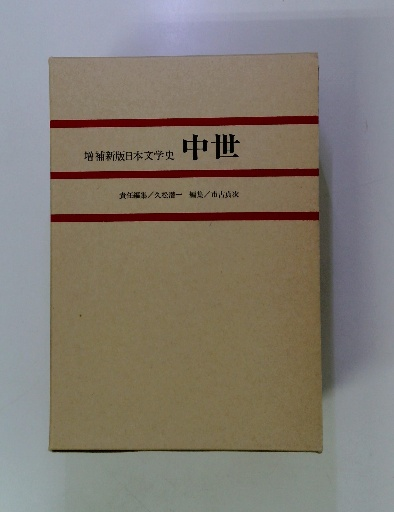 増補新版日本文学史 中世
責任編集／久松潜一 編集／市古貞次